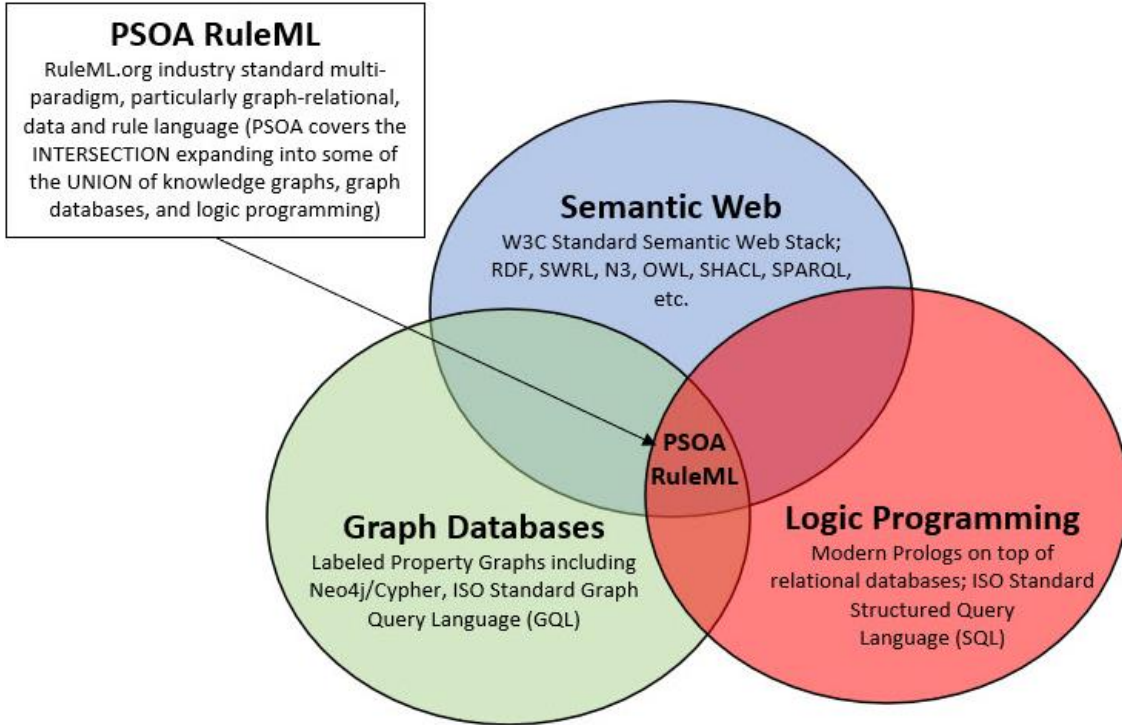 PSOA RuleML
RuleML.org industry standard multi-
paradigm, particularly graph-relational,
data and rule language (PSOA covers the
INTERSECTION expanding into some of
the UNION of knowledge graphs, graph
databases, and logic programming)
Semantic Web
W3C Standard Semantic Web Stack;
RDF, SWRL, N3, OWL, SHACL, SPARQL,
etc.
PSOA
RuleML
Graph Databases
Labeled Property Graphs including
Neo4j/Cypher, ISO Standard Graph
Query Language (GQL)
Logic Programming
Modern Prologs on top of
relational databases; ISO Standard
Structured Query
Language (SQL)